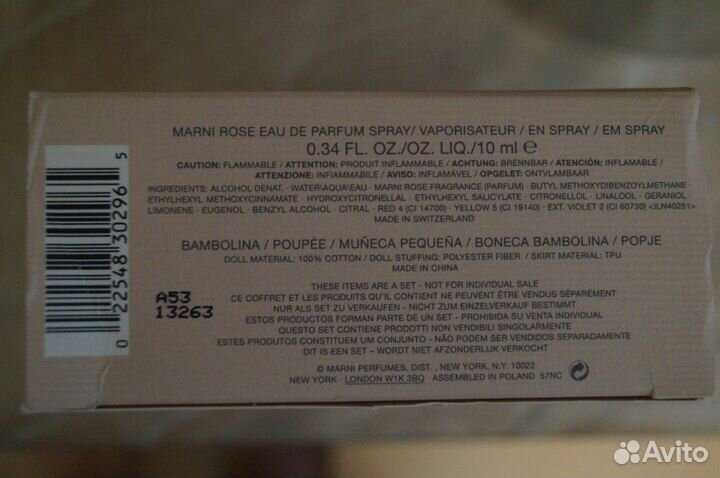 MARNI ROSE EAU DE PARFUM SPRAY/ VAPORISATEUR / EN SPRAY / EM SPRAY
0.34 FL. OZ./OZ. LIQ./10 ml ℮
CAUTION: FLAMMABLE / ATTENTION: PRODUIT INFLAMMABLE / ACHTUNG: BRENNBAR / ATENCIÓN: INFLAMABLE /
ATTENZIONE: INFIAMMABILE / AVISO: INFLAMÁVEL / OPGELET: ONTVLAMBAAR
INGREDIENTS: ALCOHOL DENAT. • WATER\AQUA\EAU • MARNI ROSE FRAGRANCE (PARFUM) • BUTYL METHOXYDIBENZOYLMETHANE •
ETHYLHEXYL METHOXYCINNAMATE • HYDROXYCITRONELLAL • ETHYLHEXYL SALICYLATE • CITRONELLOL • LINALOOL • GERANIOL •
LIMONENE • EUGENOL • BENZYL ALCOHOL • CITRAL • RED 4 (CI 14700) • YELLOW 5 (CI 19140) • EXT. VIOLET 2 (CI 60730) <ILN40251>
MADE IN SWITZERLAND
BAMBOLINA / POUPÉE / MUÑECA PEQUEÑA / BONECA BAMBOLINA / POPJE
DOLL MATERIAL: 100% COTTON / DOLL STUFFING: POLYESTER FIBER / SKIRT MATERIAL: TPU
MADE IN CHINA
THESE ITEMS ARE A SET - NOT FOR INDIVIDUAL SALE
CE COFFRET ET LES PRODUITS QU'IL CONTIENT NE PEUVENT ÊTRE VENDUS SÉPARÉMENT
NUR ALS SET ZU VERKAUFEN - NICHT ZUM EINZELVERKAUF BESTIMMT
ESTOS PRODUCTOS FORMAN PARTE DE UN SET - PROHIBIDA SU VENTA INDIVIDUAL
QUESTO SET CONTIENE PRODOTTI NON VENDIBILI SINGOLARMENTE
ESTES PRODUTOS CONSTITUEM UM CONJUNTO - NÃO PODEM SER VENDIDOS SEPARADAMENTE
DIT IS EEN SET – WORDT NIET AFZONDERLIJK VERKOCHT
© MARNI PERFUMES, DIST. , NEW YORK, N.Y. 10022
NEW YORK • LONDON W1K 3BQ ASSEMBLED IN POLAND 57NC
A53
13263
0 22548 30296 5
Avito